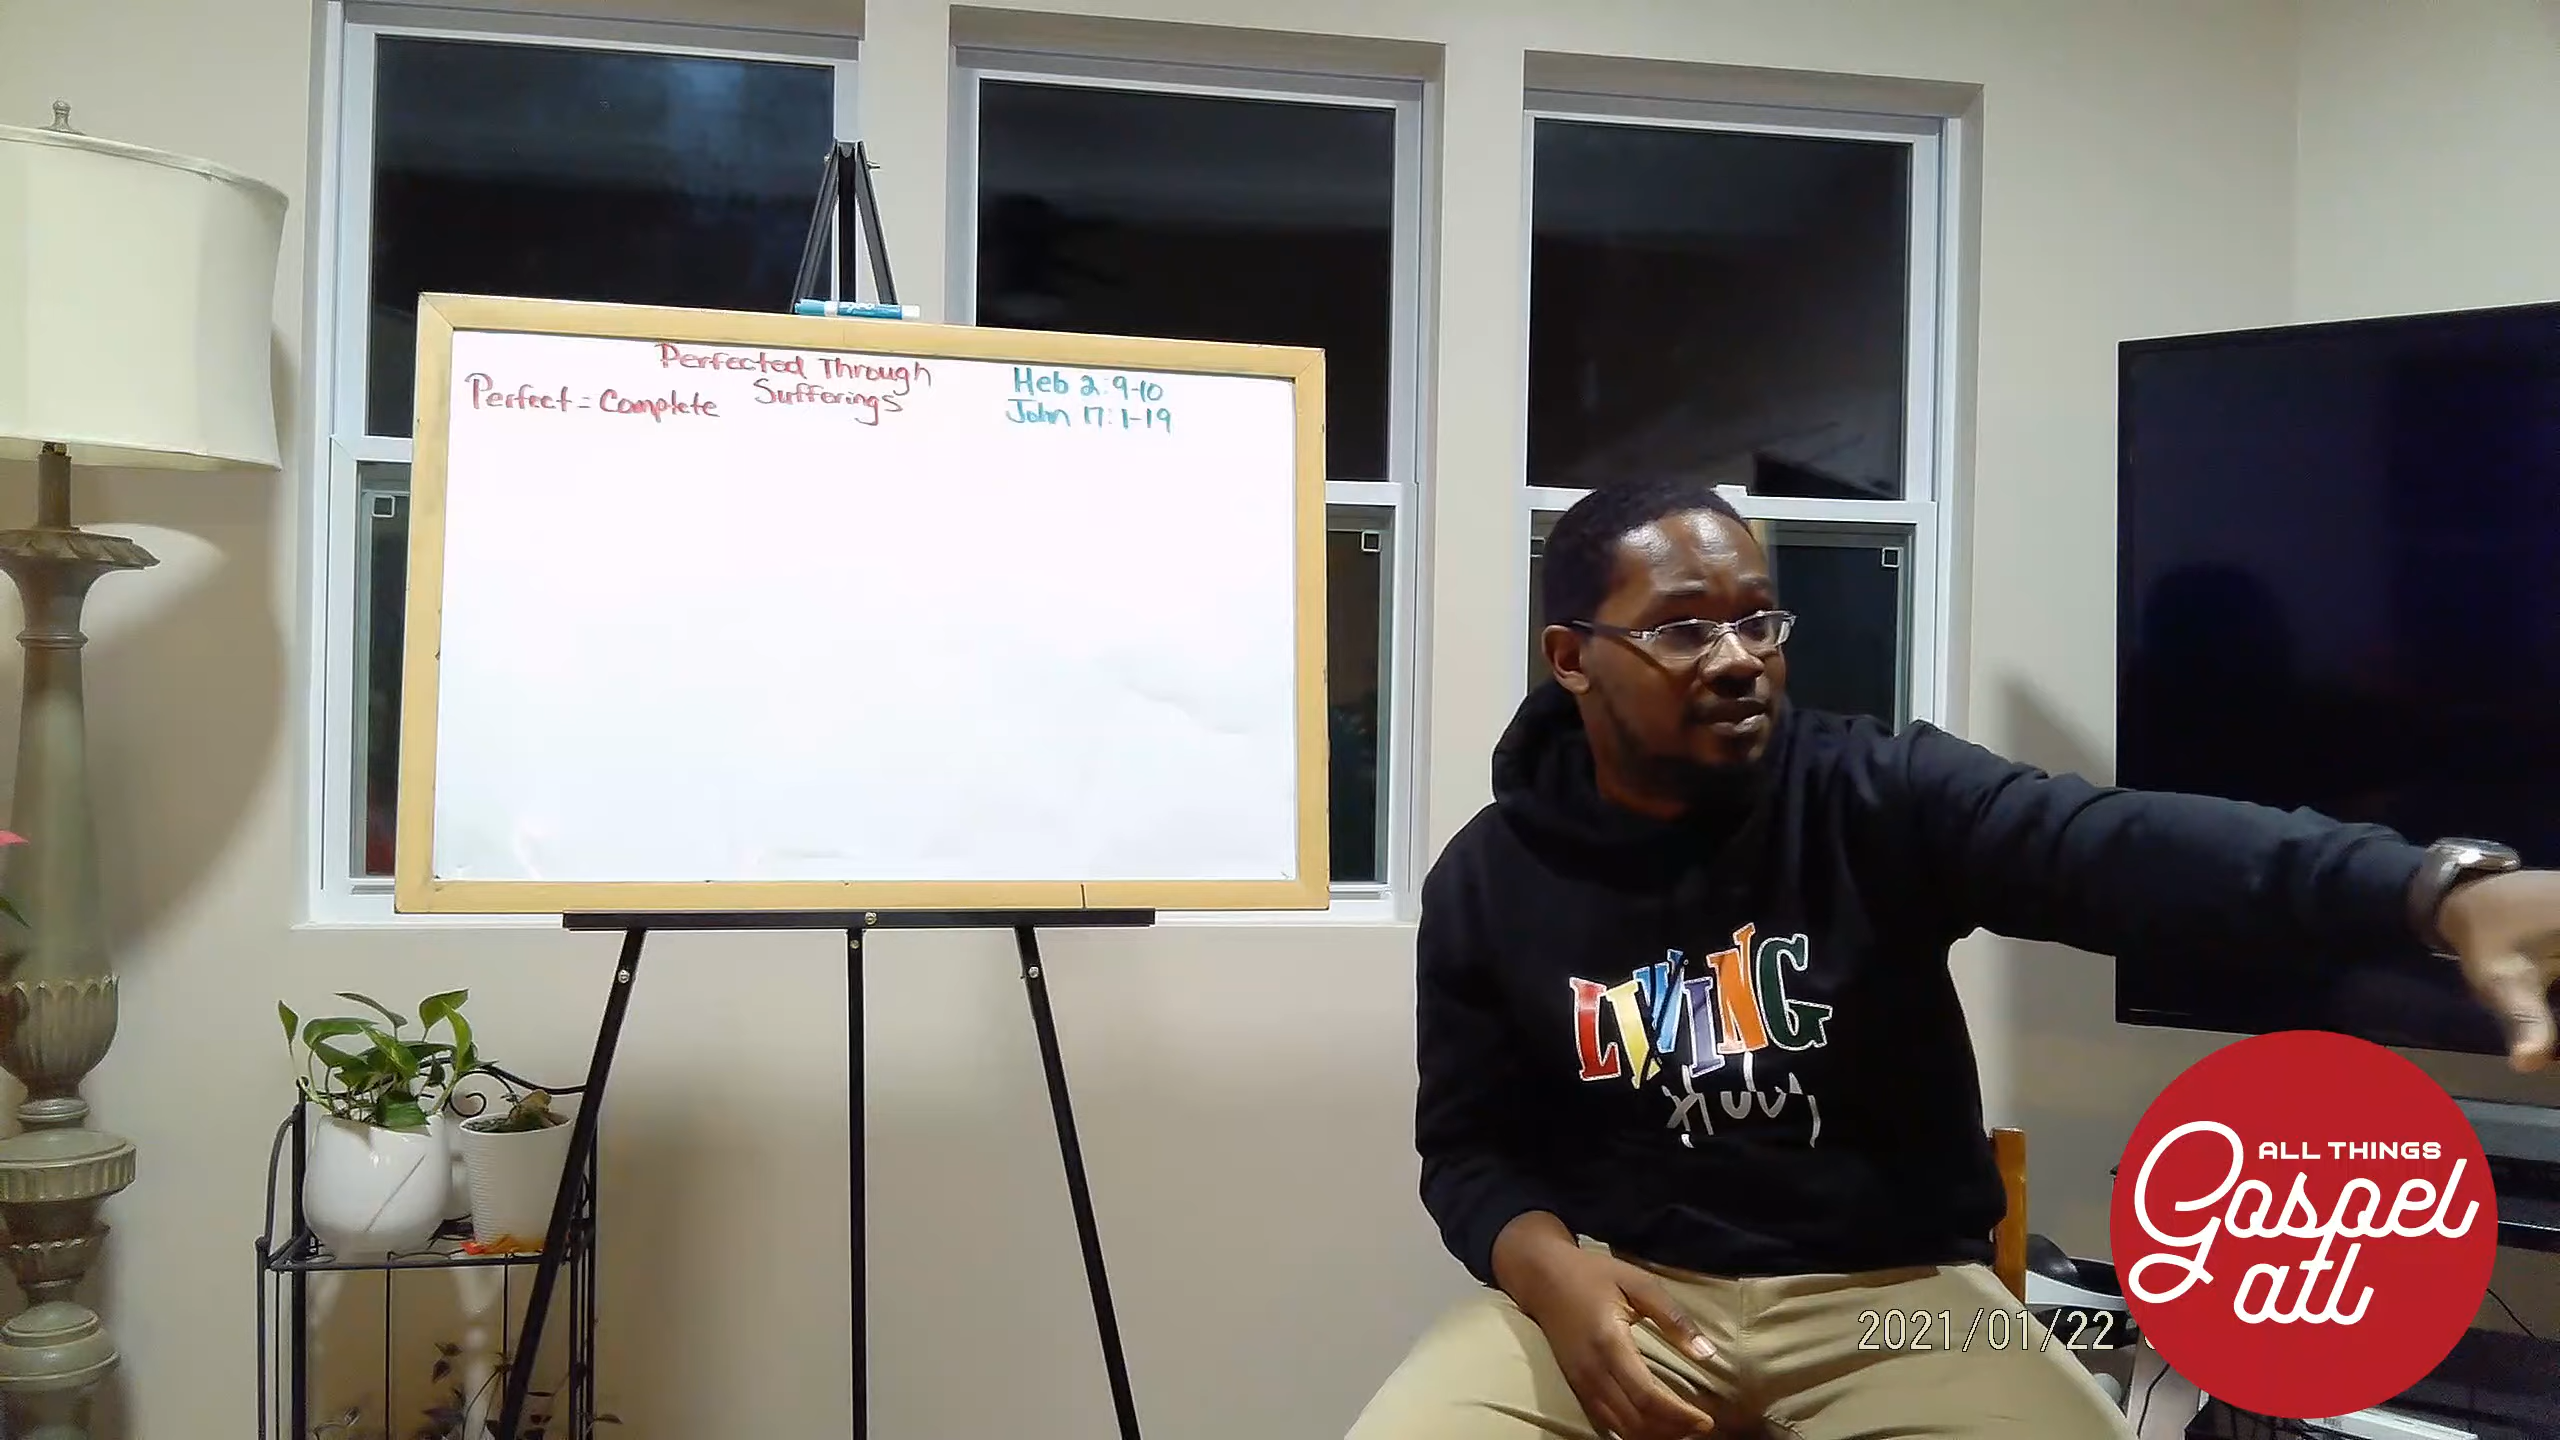 Perfected Through
Sufferings
Perfect = Complete
Heb 2:9-10
John 17:1-19
expo
LIVING
ALL THINGS
Gospel
atl
2021/01/22